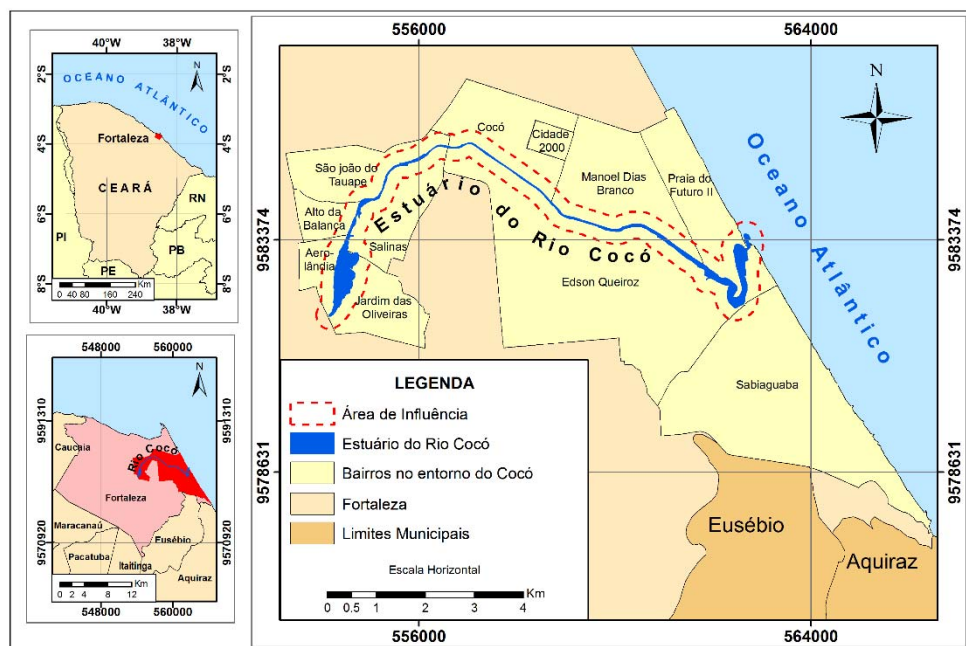 40°W 38°W
OCEANO ATLÂNTICO
N
2°S
2°S
Fortaleza
4°S
4°S
CEARÁ
RN
6°S
6°S
PI
PB
PE
8°S
8°S
0 40 80 160 240 Km
40°W 38°W
548000 560000
N
9591310
9591310
Caucaia
Rio Cocó
Fortaleza
Maracanaú
Eusébio
Pacatuba
Itaitinga
Aquiraz
9570920
9570920
0 2 4 8 12 Km
548000 560000
556000 564000
N
Cocó
Cidade
2000
São joão do
Tauape
Manoel Dias
Branco
Praia do
Futuro II
Alto da
Balança
Estuário do Rio Cocó
Salinas
Aero-
lândia
Edson Queiroz
Jardim das
Oliveiras
Oceano Atlântico
9583374
9583374
Sabiaguaba
9578631
9578631
Eusébio
Aquiraz
LEGENDA
Área de Influência
Estuário do Rio Cocó
Bairros no entorno do Cocó
Fortaleza
Limites Municipais
Escala Horizontal
0 0.5 1 2 3 4 Km
556000 564000